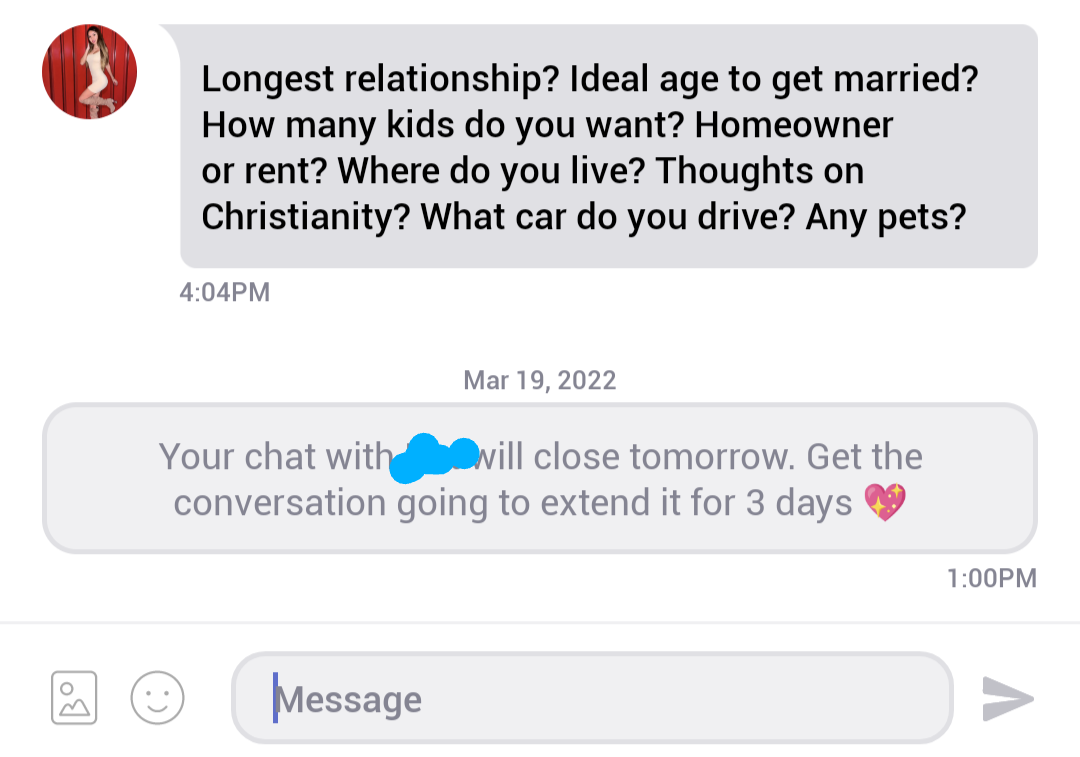 Longest relationship? Ideal age to get married?
How many kids do you want? Homeowner
or rent? Where do you live? Thoughts on
Christianity? What car do you drive? Any pets?
4:04PM
Mar 19, 2022
Your chat with will close tomorrow. Get the
conversation going to extend it for 3 days 💖
1:00PM
Message